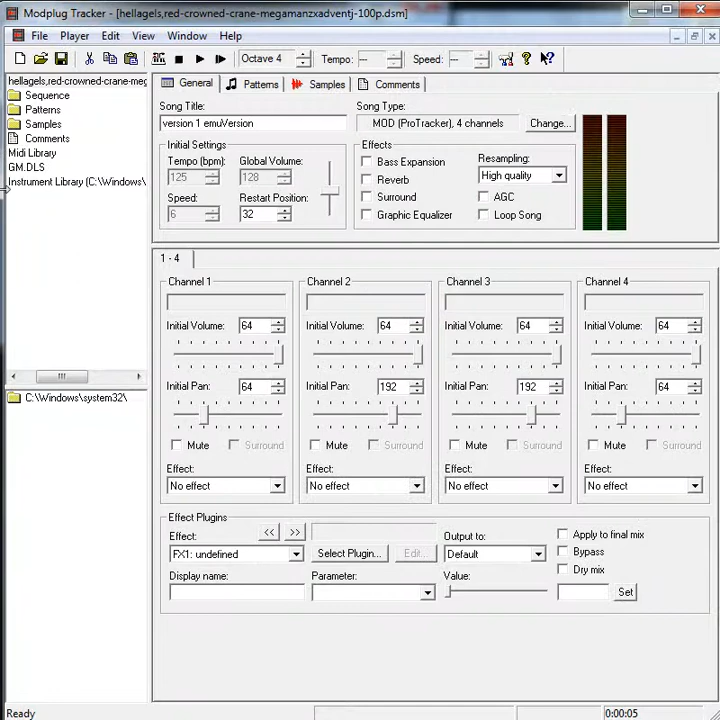 Modplug Tracker - [hellagels,red-crowned-crane-megamanzxadventj-100p.dsm]
File Player Edit View Window Help
Octave 4 Tempo: --- Speed: ---
hellagels,red-crowned-crane-meg
Sequence
Patterns
Samples
Comments
Midi Library
GM.DLS
Instrument Library (C:\Windows\
C:\Windows\system32\
General Patterns Samples Comments
Song Title:
version 1 emuVersion
Song Type:
MOD (ProTracker), 4 channels Change...
Initial Settings
Tempo (bpm): Global Volume:
125 128
Speed: Restart Position:
6 32
Effects
Bass Expansion
Reverb
Surround
Graphic Equalizer
Resampling:
High quality
AGC
Loop Song
1 - 4
Channel 1 Channel 2 Channel 3 Channel 4
Initial Volume: 64 Initial Volume: 64 Initial Volume: 64 Initial Volume: 64
Initial Pan: 64 Initial Pan: 192 Initial Pan: 192 Initial Pan: 64
Mute Surround Mute Surround Mute Surround Mute Surround
Effect: Effect: Effect: Effect:
No effect No effect No effect No effect
Effect Plugins
<< >>
Effect: Output to: Apply to final mix
FX1: undefined Select Plugin... Edit... Default Bypass
Display name: Parameter: Value: Dry mix
Set
Ready 0:00:05